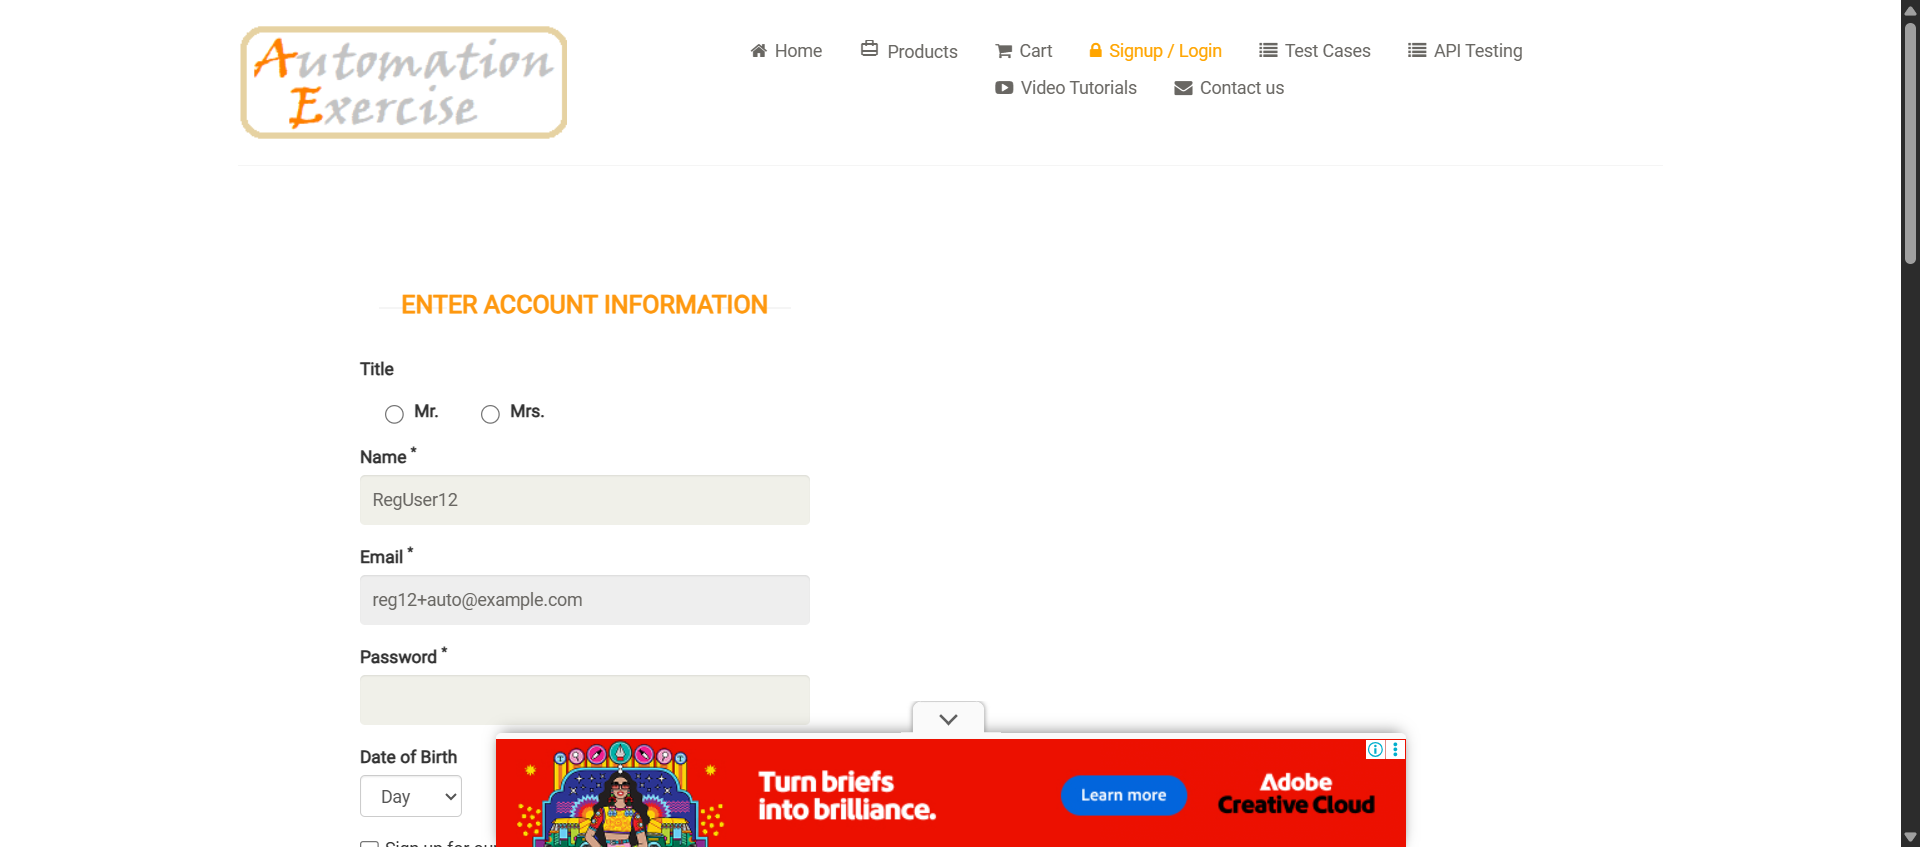 Automation
Exercise
Home
Products
Cart
Signup / Login
Test Cases
API Testing
Video Tutorials
Contact us
ENTER ACCOUNT INFORMATION
Title
Mr.
Mrs.
Name *
RegUser12
Email *
reg12+auto@example.com
Password *
Date of Birth
Day
Turn briefs
into brilliance.
Learn more
Adobe
Creative Cloud
Sign up for our